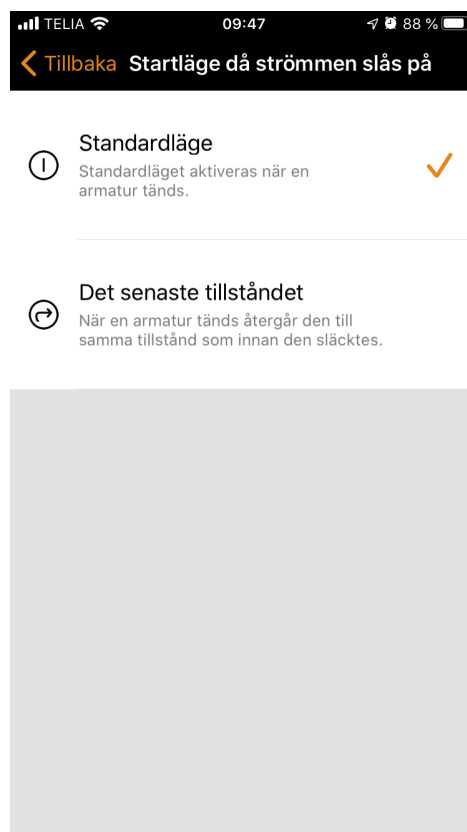 TELIA 09:47 88 %
Tillbaka Startläge då strömmen slås på
Standardläge
Standardläget aktiveras när en
armatur tänds.
Det senaste tillståndet
När en armatur tänds återgår den till
samma tillstånd som innan den släcktes.